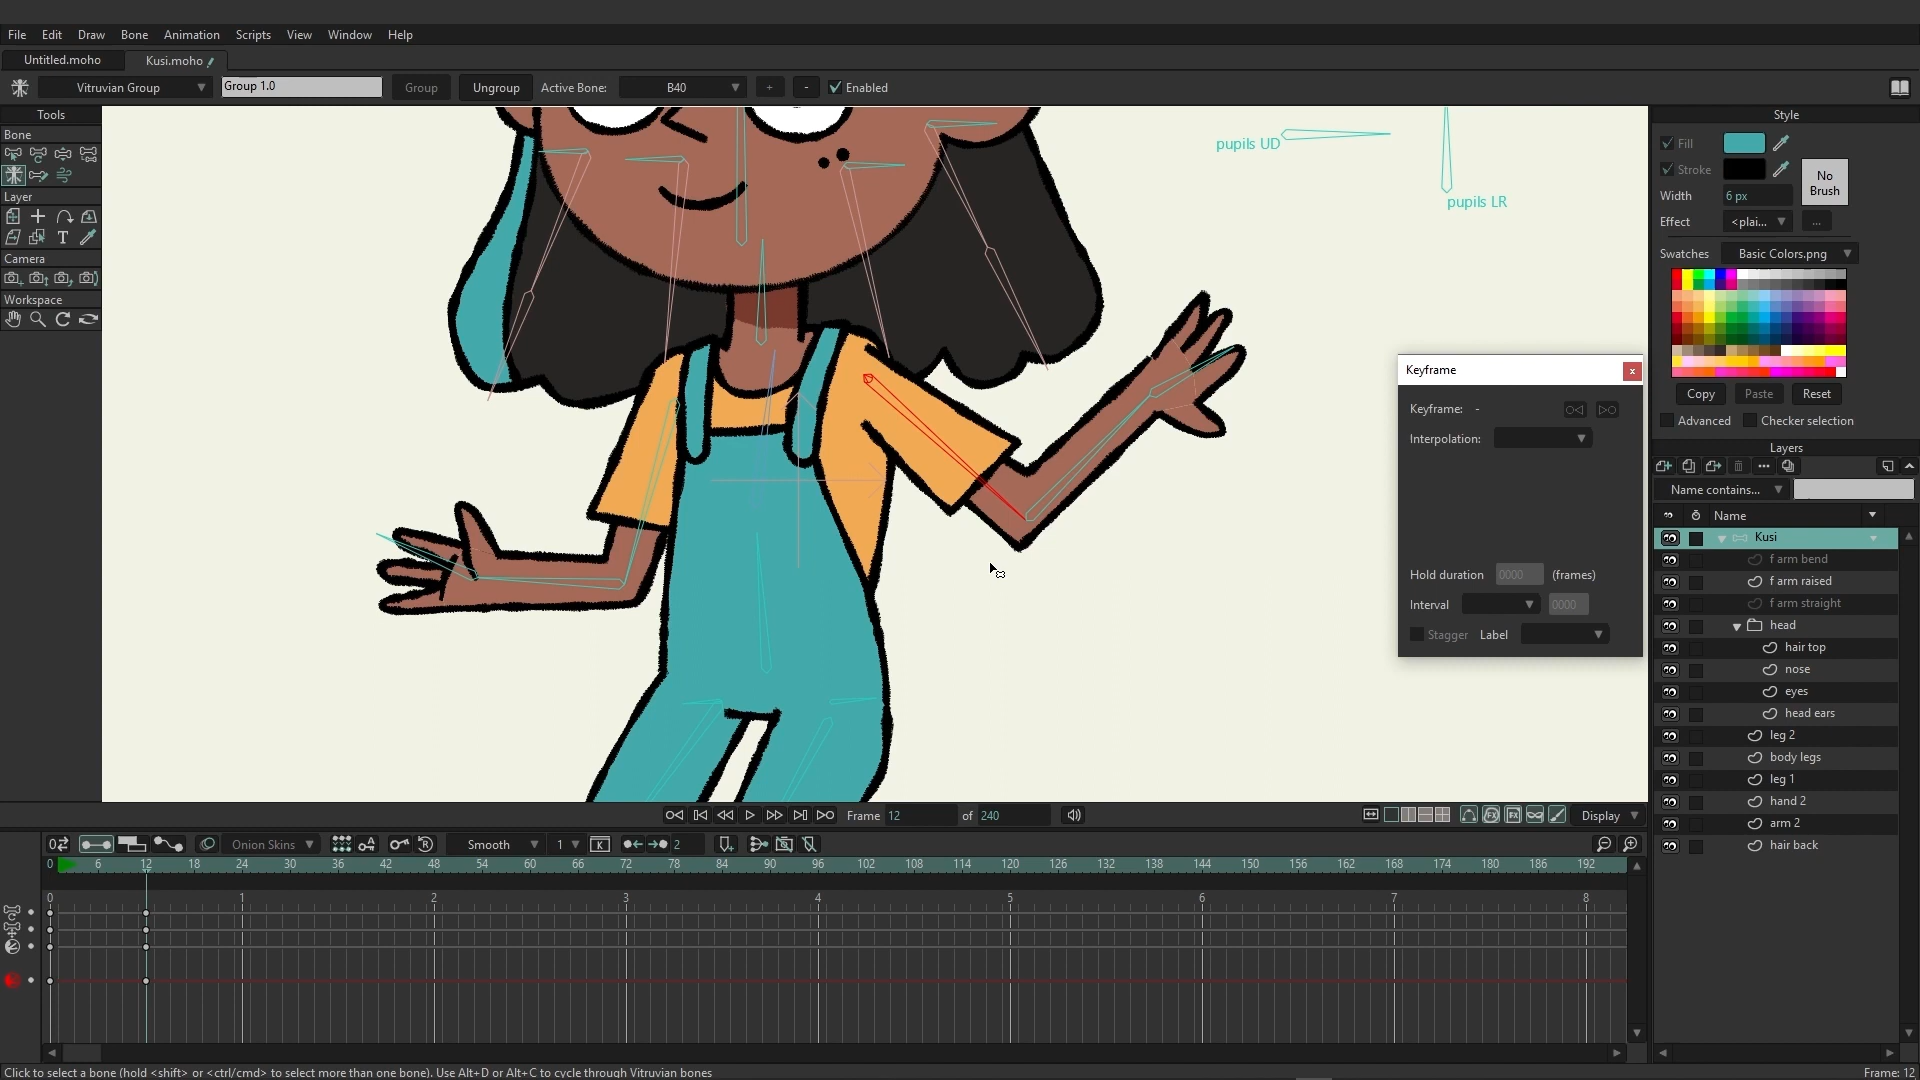 File Edit Draw Bone Animation Scripts View Window Help
Untitled.moho Kusi.moho
Vitruvian Group Group 1.0 Group Ungroup Active Bone: B40 + - Enabled
Tools
Bone
Layer
T
Camera
Workspace
pupils UD
pupils LR
Style
Fill
Stroke
No Brush
Width 6 px
Effect <plai... ...
Swatches Basic Colors.png
Copy Paste Reset
Advanced Checker selection
Keyframe x
Keyframe: -
Interpolation:
Hold duration 0000 (frames)
Interval 0000
Stagger Label
Layers
Name contains...
Name
Kusi
f arm bend
f arm raised
f arm straight
head
hair top
nose
eyes
head ears
leg 2
body legs
leg 1
hand 2
arm 2
hair back
Frame 12 of 240 Display
Onion Skins Smooth 1 K 2
0 6 12 18 24 30 36 42 48 54 60 66 72 78 84 90 96 102 108 114 120 126 132 138 144 150 156 162 168 174 180 186 192
0 1 2 3 4 5 6 7 8
Click to select a bone (hold <shift> or <ctrl/cmd> to select more than one bone). Use Alt+D or Alt+C to cycle through Vitruvian bones Frame: 12